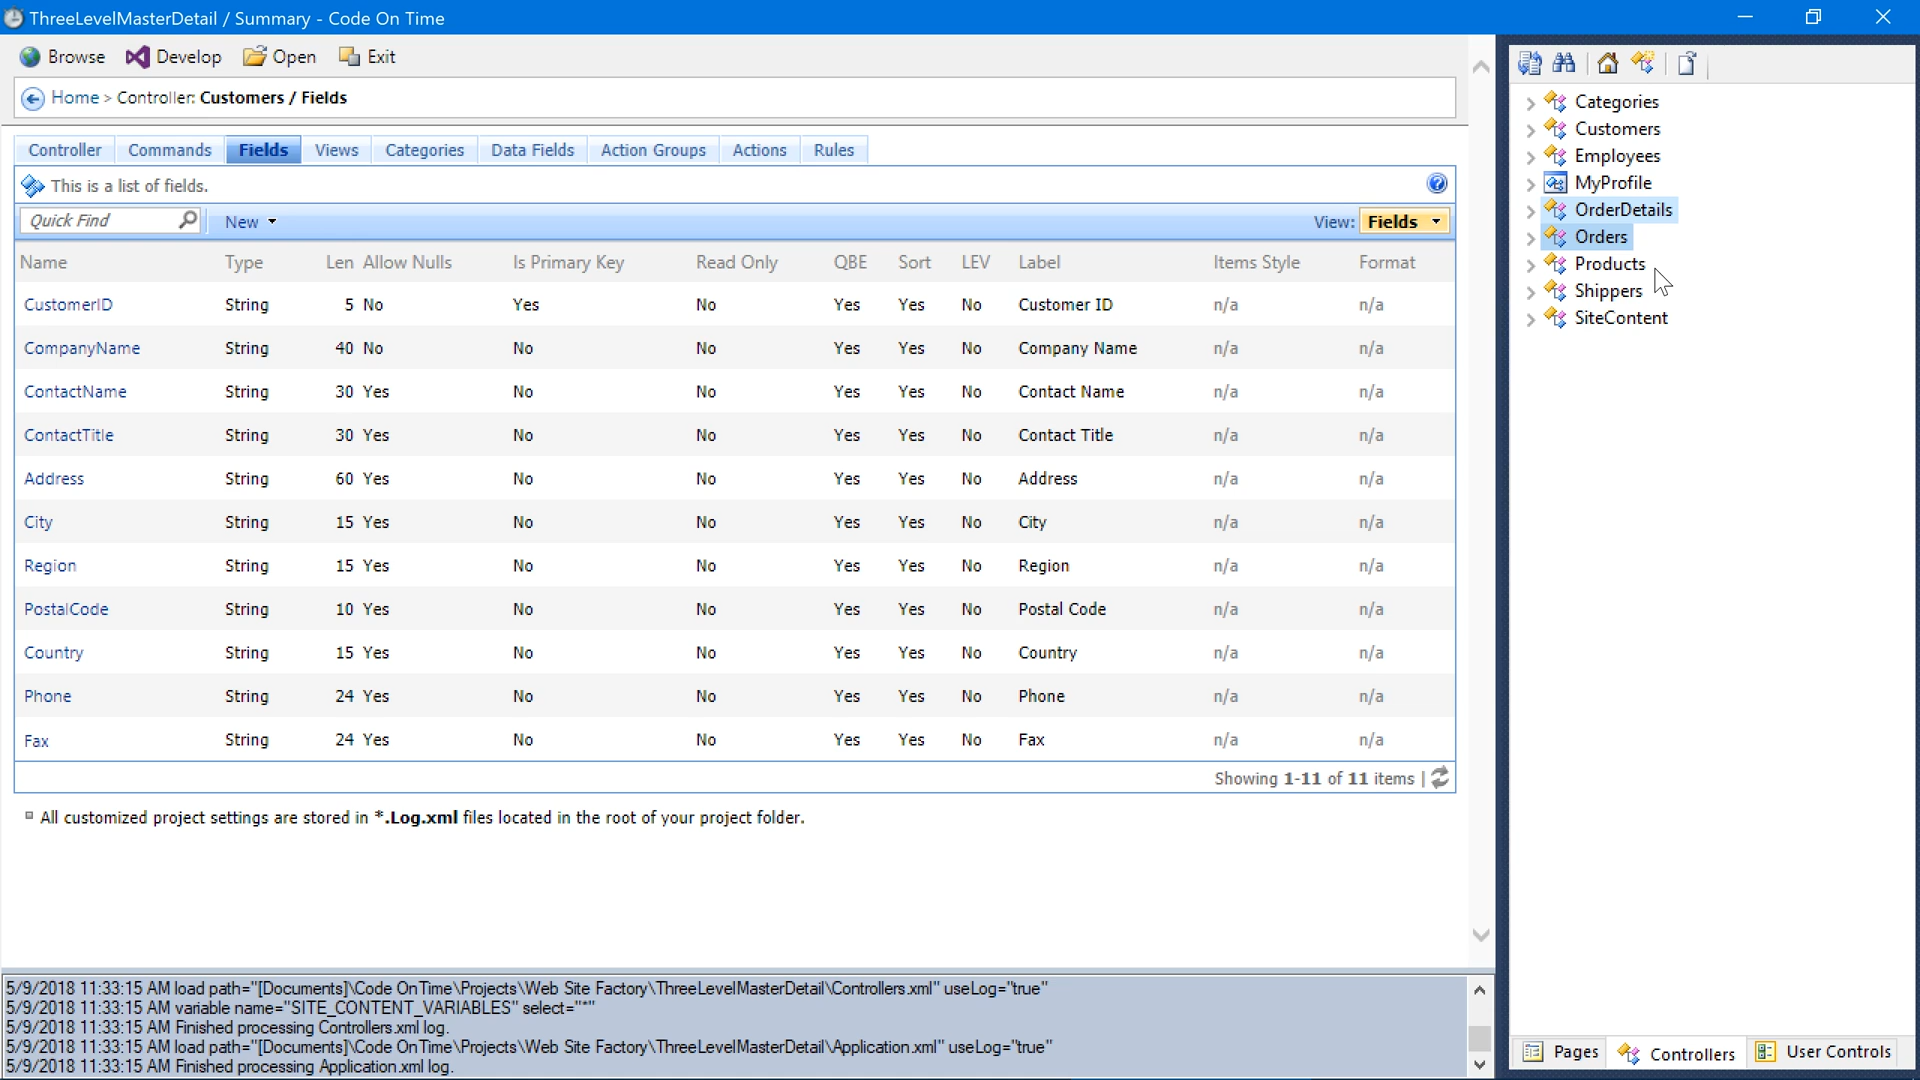 ThreeLevelMasterDetail / Summary - Code On Time
Browse Develop Open Exit
Home > Controller: Customers / Fields
Controller Commands Fields Views Categories Data Fields Action Groups Actions Rules
This is a list of fields.
Quick Find New View: Fields
Name Type Len Allow Nulls Is Primary Key Read Only QBE Sort LEV Label Items Style Format
CustomerID String 5 No Yes No Yes Yes No Customer ID n/a n/a
CompanyName String 40 No No No Yes Yes No Company Name n/a n/a
ContactName String 30 Yes No No Yes Yes No Contact Name n/a n/a
ContactTitle String 30 Yes No No Yes Yes No Contact Title n/a n/a
Address String 60 Yes No No Yes Yes No Address n/a n/a
City String 15 Yes No No Yes Yes No City n/a n/a
Region String 15 Yes No No Yes Yes No Region n/a n/a
PostalCode String 10 Yes No No Yes Yes No Postal Code n/a n/a
Country String 15 Yes No No Yes Yes No Country n/a n/a
Phone String 24 Yes No No Yes Yes No Phone n/a n/a
Fax String 24 Yes No No Yes Yes No Fax n/a n/a
Showing 1-11 of 11 items |
All customized project settings are stored in *.Log.xml files located in the root of your project folder.
5/9/2018 11:33:15 AM load path="[Documents]\Code OnTime\Projects\Web Site Factory\ThreeLevelMasterDetail\Controllers.xml" useLog="true"
5/9/2018 11:33:15 AM variable name="SITE_CONTENT_VARIABLES" select="*"
5/9/2018 11:33:15 AM Finished processing Controllers.xml log.
5/9/2018 11:33:15 AM load path="[Documents]\Code OnTime\Projects\Web Site Factory\ThreeLevelMasterDetail\Application.xml" useLog="true"
5/9/2018 11:33:15 AM Finished processing Application.xml log.
Categories
Customers
Employees
MyProfile
OrderDetails
Orders
Products
Shippers
SiteContent
Pages Controllers User Controls